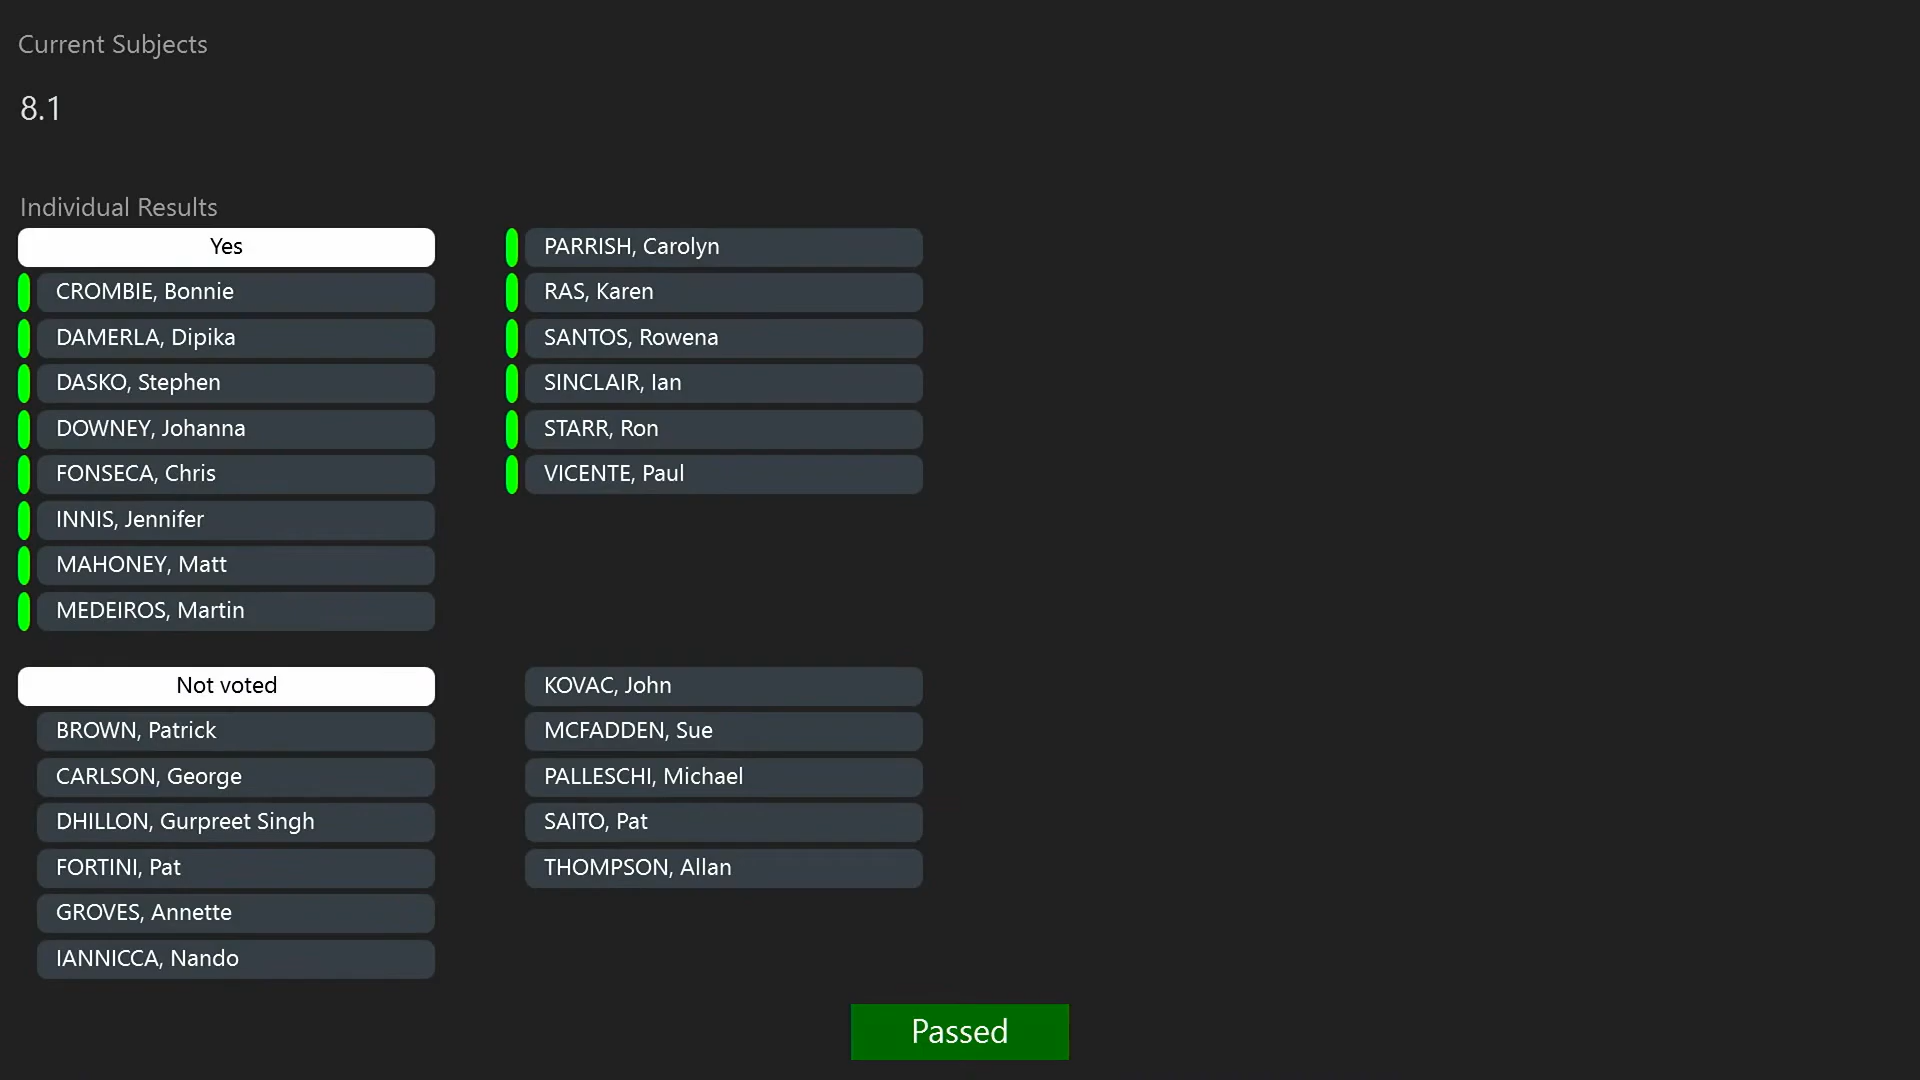 Current Subjects
8.1
Individual Results
Yes
CROMBIE, Bonnie
DAMERLA, Dipika
DASKO, Stephen
DOWNEY, Johanna
FONSECA, Chris
INNIS, Jennifer
MAHONEY, Matt
MEDEIROS, Martin
PARRISH, Carolyn
RAS, Karen
SANTOS, Rowena
SINCLAIR, Ian
STARR, Ron
VICENTE, Paul
Not voted
BROWN, Patrick
CARLSON, George
DHILLON, Gurpreet Singh
FORTINI, Pat
GROVES, Annette
IANNICCA, Nando
KOVAC, John
MCFADDEN, Sue
PALLESCHI, Michael
SAITO, Pat
THOMPSON, Allan
Passed